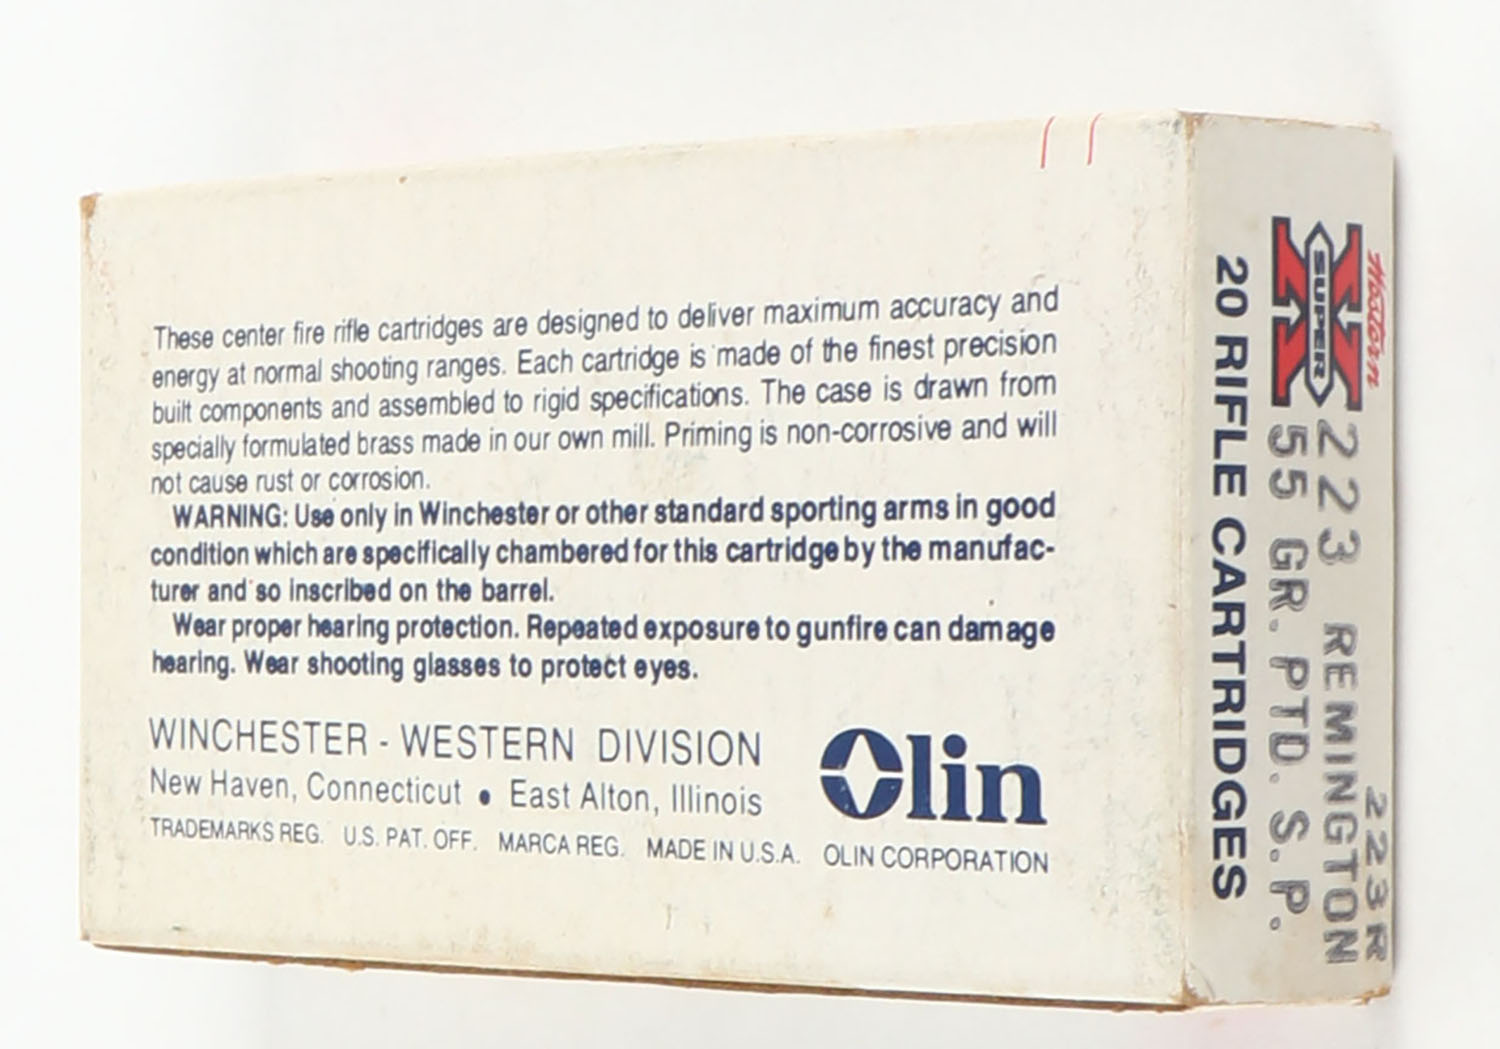 These center fire rifle cartridges are designed to deliver maximum accuracy and
energy at normal shooting ranges. Each cartridge is made of the finest precision
built components and assembled to rigid specifications. The case is drawn from
specially formulated brass made in our own mill. Priming is non-corrosive and will
not cause rust or corrosion.
WARNING: Use only in Winchester or other standard sporting arms in good
condition which are specifically chambered for this cartridge by the manufac-
turer and so inscribed on the barrel.
Wear proper hearing protection. Repeated exposure to gunfire can damage
hearing. Wear shooting glasses to protect eyes.
WINCHESTER - WESTERN DIVISION
New Haven, Connecticut • East Alton, Illinois
Olin
TRADEMARKS REG. U.S. PAT. OFF. MARCA REG. MADE IN U.S.A. OLIN CORPORATION
Western
SUPER X
223R
223 REMINGTON
55 GR. PTD. S.P.
20 RIFLE CARTRIDGES